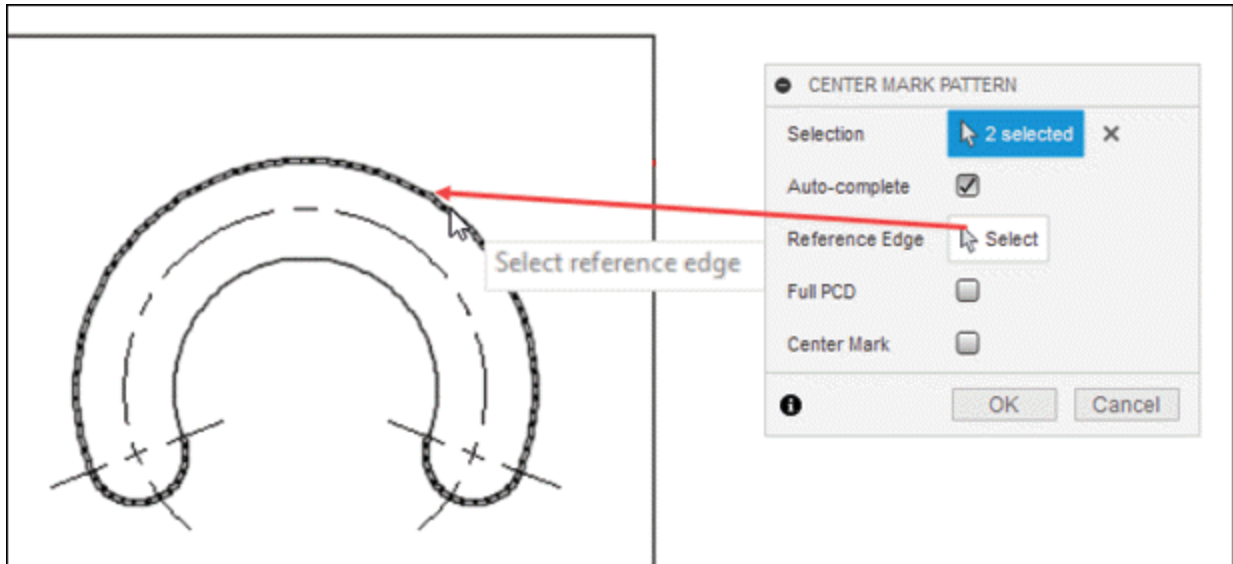 CENTER MARK PATTERN
Selection 2 selected
Auto-complete
Reference Edge Select
Select reference edge
Full PCD
Center Mark
OK Cancel